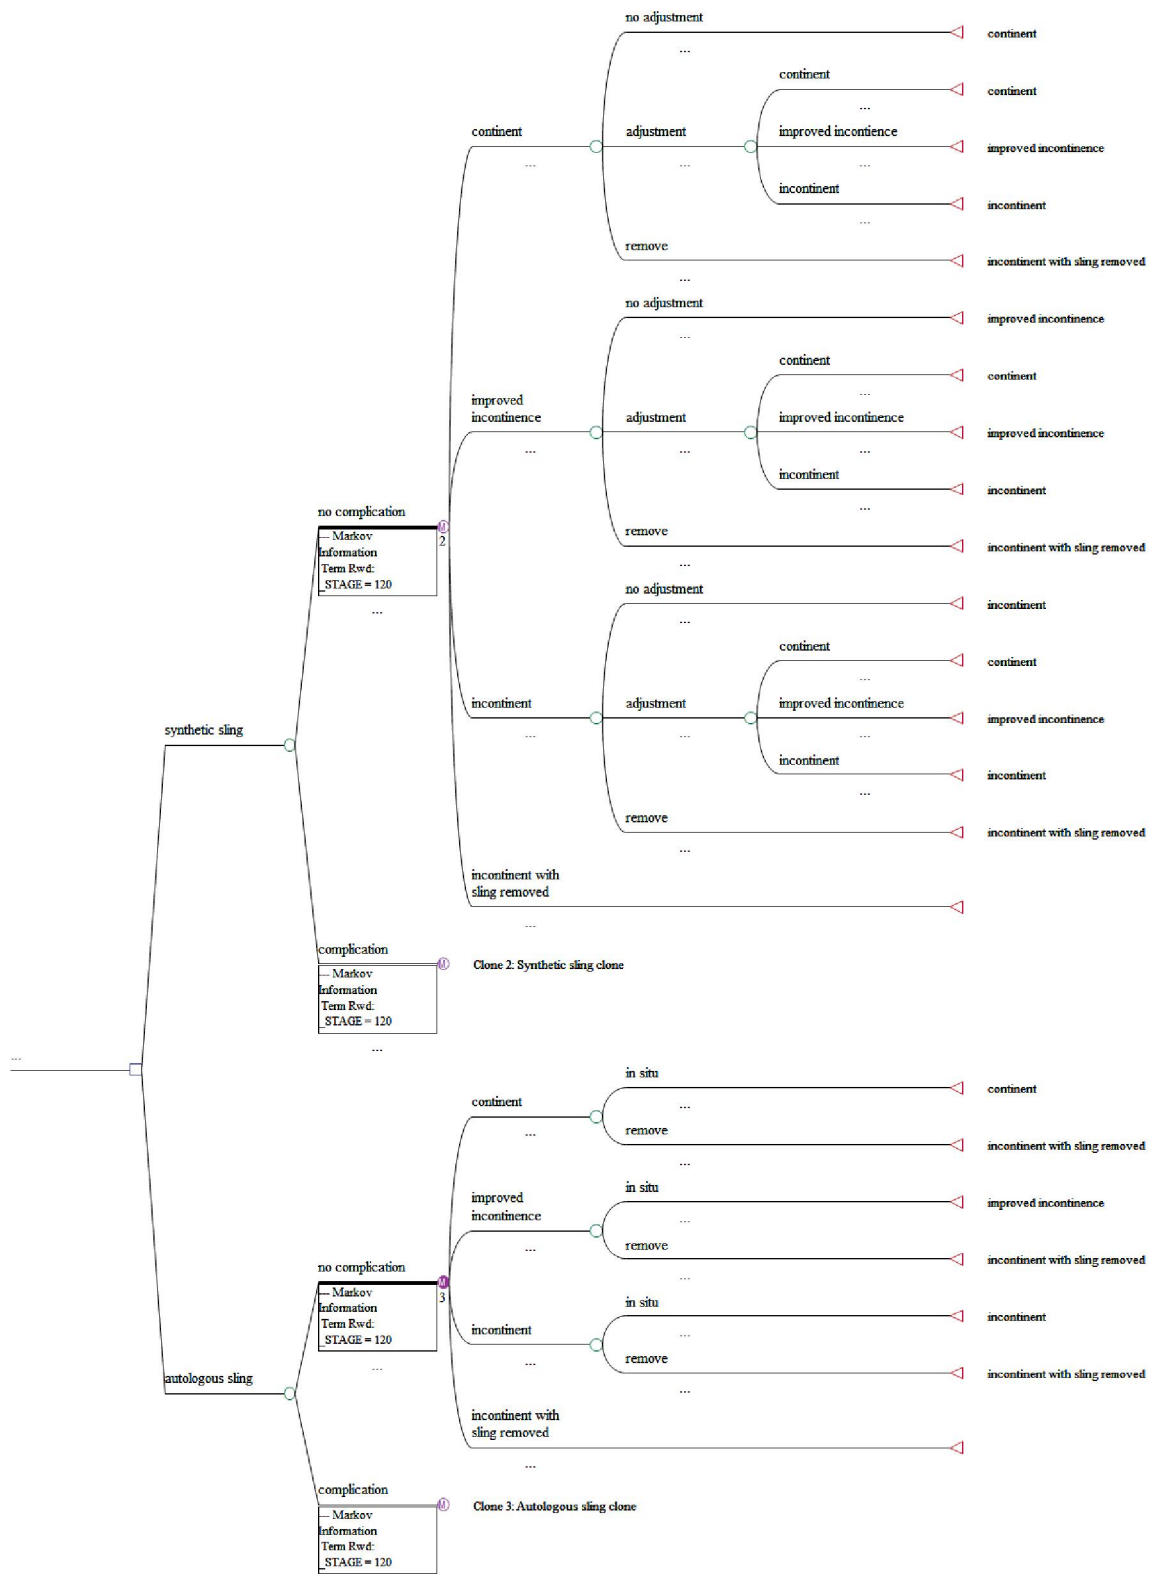 no adjustment
...
continent
continent
...
continent
continent
...
adjustment
...
improved incontience
...
improved incontinence
incontinent
...
incontinent
remove
...
incontinent with sling removed
improved
incontinence
...
no adjustment
...
improved incontinence
continent
...
continent
adjustment
...
improved incontinence
...
improved incontinence
incontinent
...
incontinent
remove
...
incontinent with sling removed
no complication
--- Markov
Information
Term Rwd:
_STAGE = 120
...
M
2
incontinent
...
no adjustment
...
incontinent
continent
...
continent
adjustment
...
improved incontinence
...
improved incontinence
incontinent
...
incontinent
remove
...
incontinent with sling removed
synthetic sling
incontinent with
sling removed
...
complication
--- Markov
Information
Term Rwd:
_STAGE = 120
...
M
Clone 2: Synthetic sling clone
...
continent
...
in situ
...
continent
remove
...
incontinent with sling removed
improved
incontinence
...
in situ
...
improved incontinence
remove
...
incontinent with sling removed
no complication
--- Markov
Information
Term Rwd:
_STAGE = 120
...
M
3
incontinent
...
in situ
...
incontinent
remove
...
incontinent with sling removed
autologous sling
incontinent with
sling removed
...
complication
--- Markov
Information
Term Rwd:
_STAGE = 120
M
Clone 3: Autologous sling clone